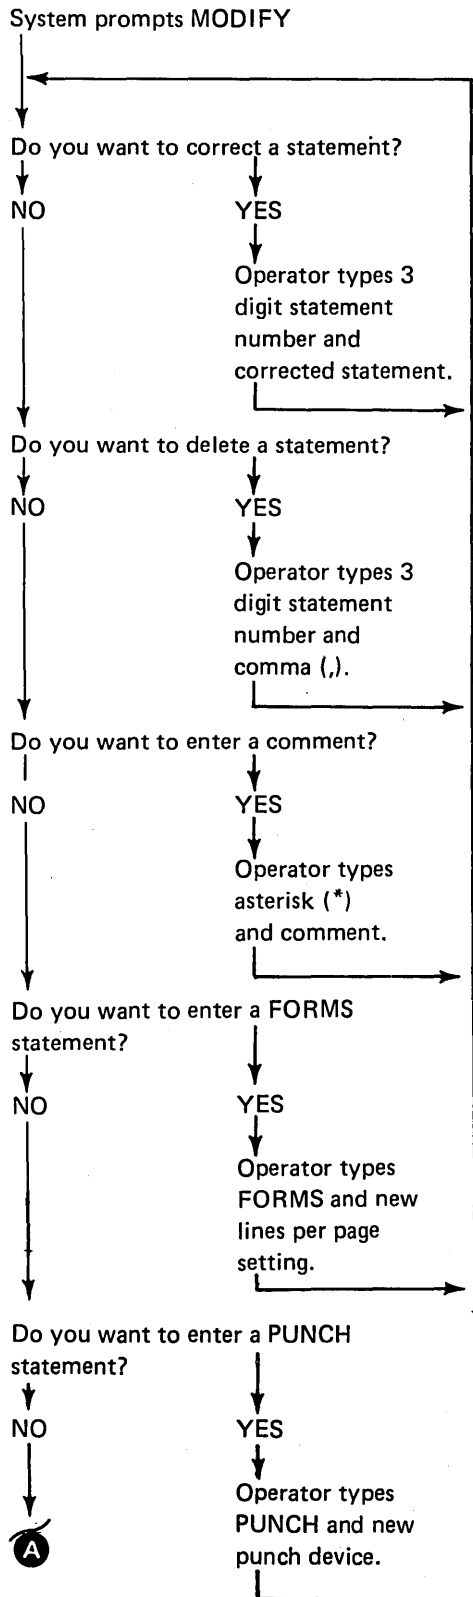 System prompts MODIFY
Do you want to correct a statement?
NO YES
Operator types 3
digit statement
number and
corrected statement.
Do you want to delete a statement?
NO YES
Operator types 3
digit statement
number and
comma (,).
Do you want to enter a comment?
NO YES
Operator types
asterisk (*)
and comment.
Do you want to enter a FORMS
statement?
NO YES
Operator types
FORMS and new
lines per page
setting.
Do you want to enter a PUNCH
statement?
NO YES
Operator types
PUNCH and new
punch device.
A